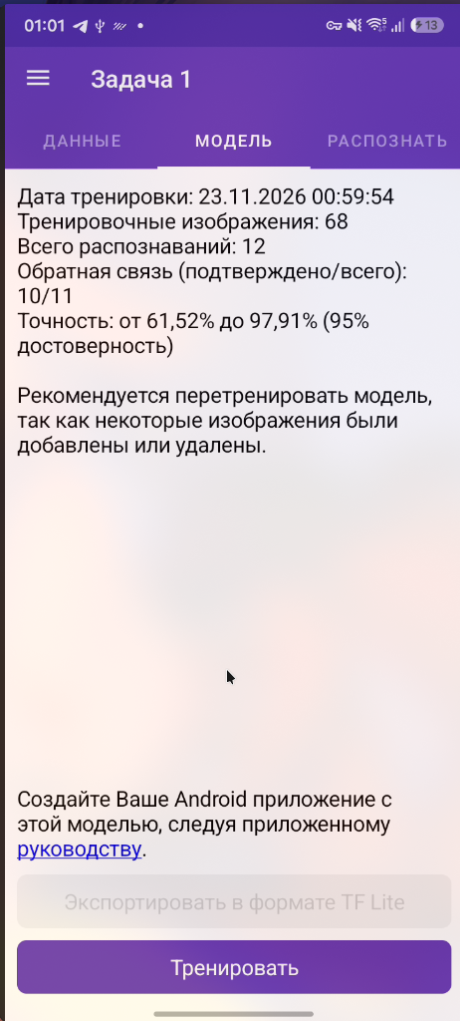 01:01
13
Задача 1
ДАННЫЕ
МОДЕЛЬ
РАСПОЗНАТЬ
Дата тренировки: 23.11.2026 00:59:54
Тренировочные изображения: 68
Всего распознаваний: 12
Обратная связь (подтверждено/всего):
10/11
Точность: от 61,52% до 97,91% (95%
достоверность)
Рекомендуется перетренировать модель,
так как некоторые изображения были
добавлены или удалены.
Создайте Ваше Android приложение с
этой моделью, следуя приложенному
руководству.
Экспортировать в формате TF Lite
Тренировать